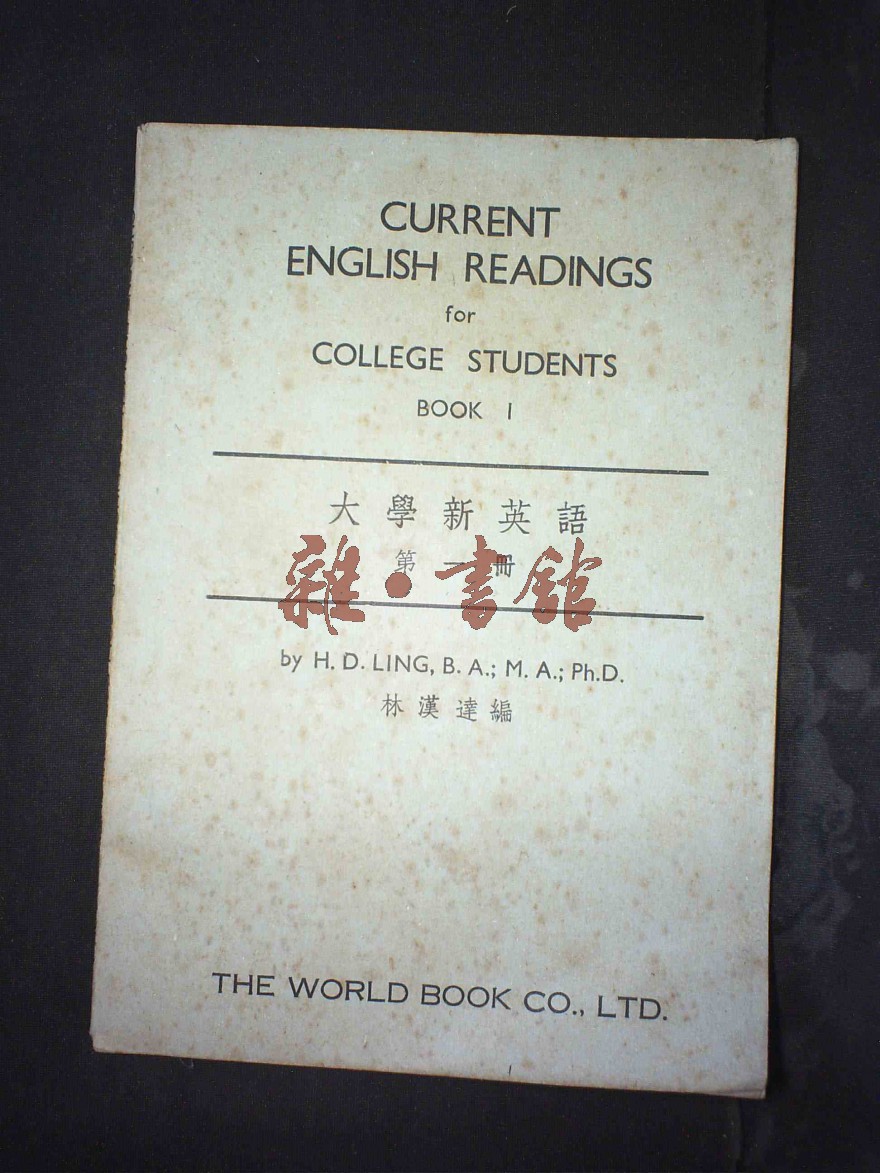 CURRENT
ENGLISH READINGS
for
COLLEGE STUDENTS
BOOK I
大學新英語
第一冊
雜·書館
by H. D. LING, B. A.; M. A.; Ph.D.
林漢達編
THE WORLD BOOK CO., LTD.